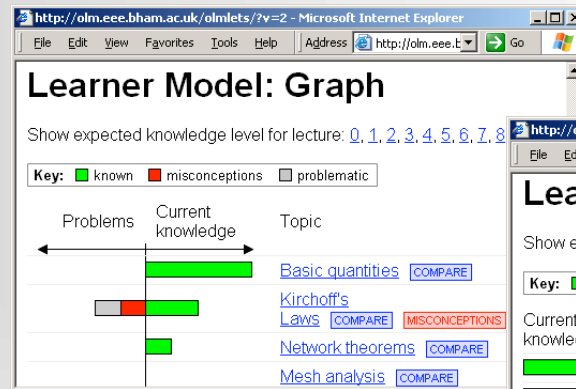 http://olm.eee.bham.ac.uk/olmlets/?v=2 - Microsoft Internet Explorer
File Edit View Favorites Tools Help Address http://olm.eee.b Go
Learner Model: Graph
Show expected knowledge level for lecture: 0, 1, 2, 3, 4, 5, 6, 7, 8
Key: known misconceptions problematic
Problems Current knowledge Topic
Basic quantities COMPARE
Kirchoff's
Laws COMPARE MISCONCEPTIONS
Network theorems COMPARE
Mesh analysis COMPARE
http://o
File Ed
Lea
Show e
Key:
Current
knowle